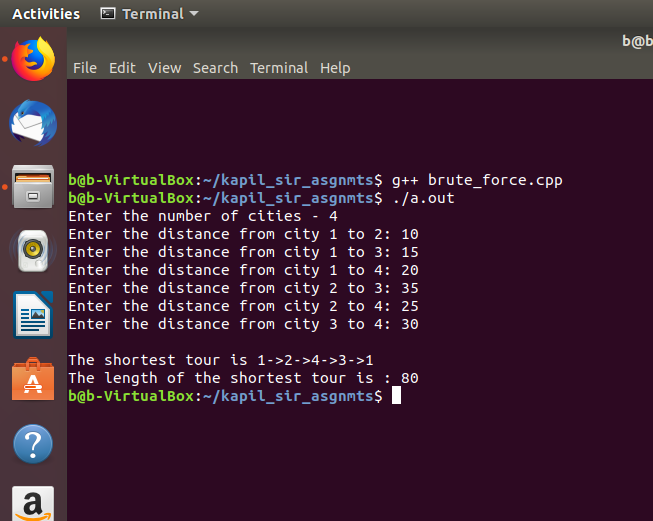 Activities Terminal
b@b
File Edit View Search Terminal Help
b@b-VirtualBox:~/kapil_sir_asgnmts$ g++ brute_force.cpp
b@b-VirtualBox:~/kapil_sir_asgnmts$ ./a.out
Enter the number of cities - 4
Enter the distance from city 1 to 2: 10
Enter the distance from city 1 to 3: 15
Enter the distance from city 1 to 4: 20
Enter the distance from city 2 to 3: 35
Enter the distance from city 2 to 4: 25
Enter the distance from city 3 to 4: 30
The shortest tour is 1->2->4->3->1
The length of the shortest tour is : 80
b@b-VirtualBox:~/kapil_sir_asgnmts$